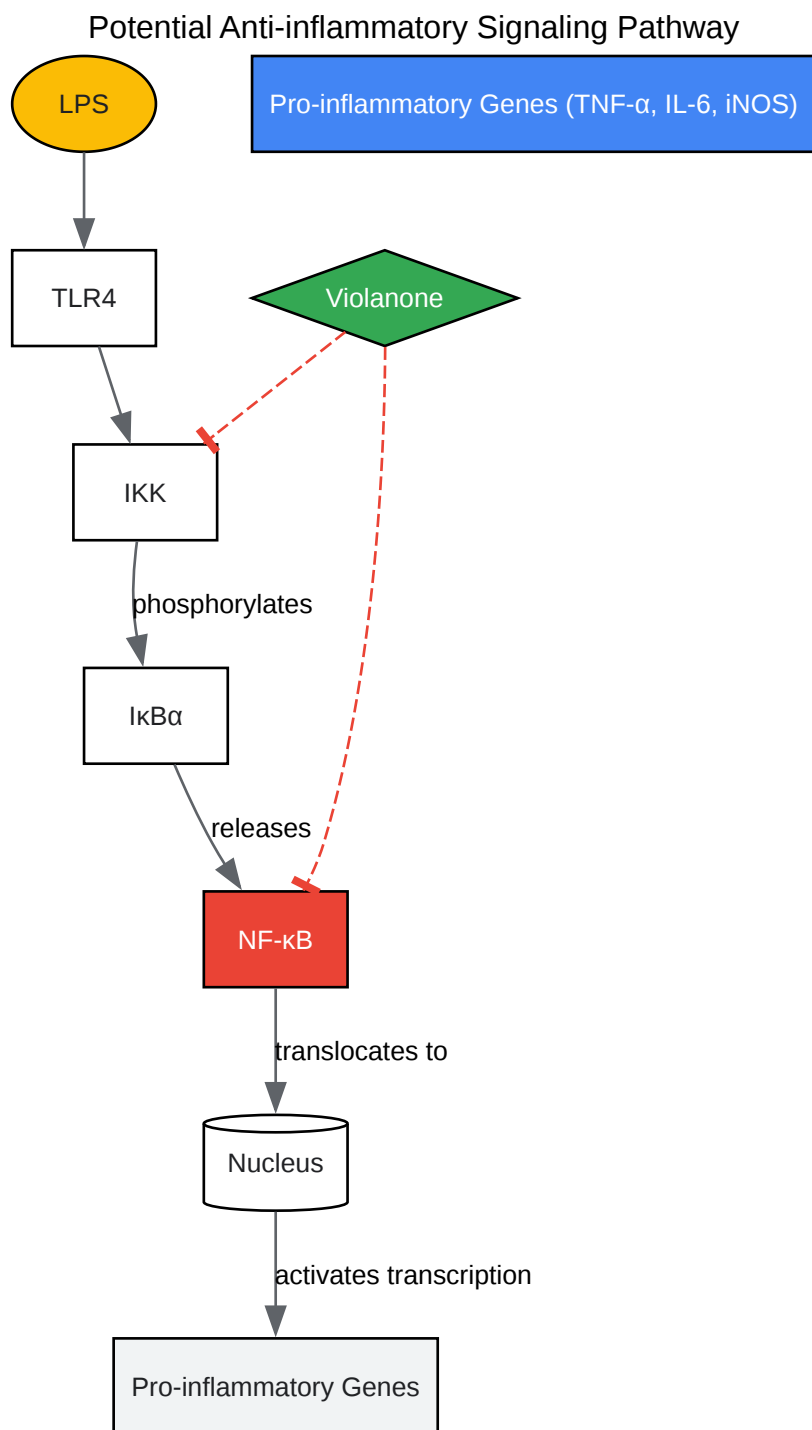 Potential Anti-inflammatory Signaling Pathway
LPS
Pro-inflammatory Genes (TNF-α, IL-6, iNOS)
TLR4
Violanone
IKK
phosphorylates
IκBα
releases
NF-κB
translocates to
Nucleus
activates transcription
Pro-inflammatory Genes